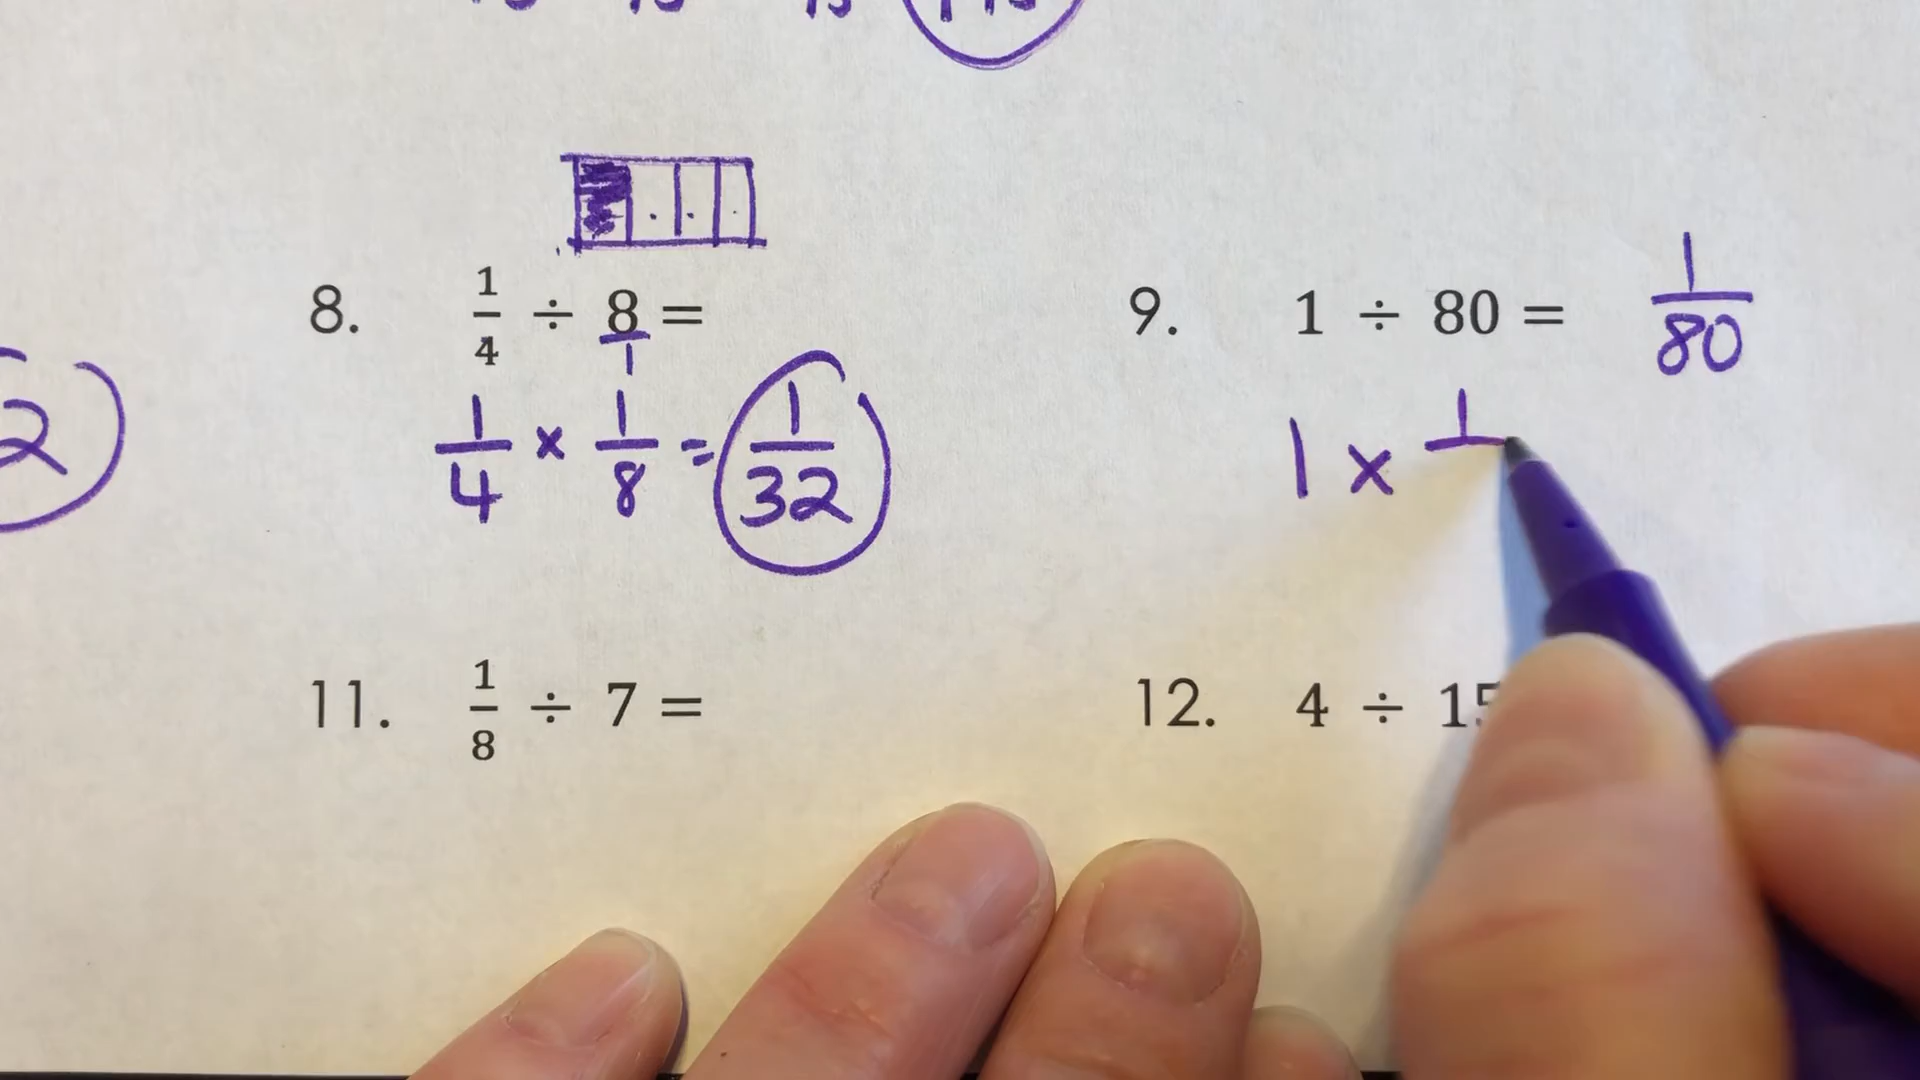 8. 1/4 ÷ 8/1 =
1/4 x 1/8 = 1/32
9. 1 ÷ 80 = 1/80
1 x 1
2
11. 1/8 ÷ 7 =
12. 4 ÷ 15